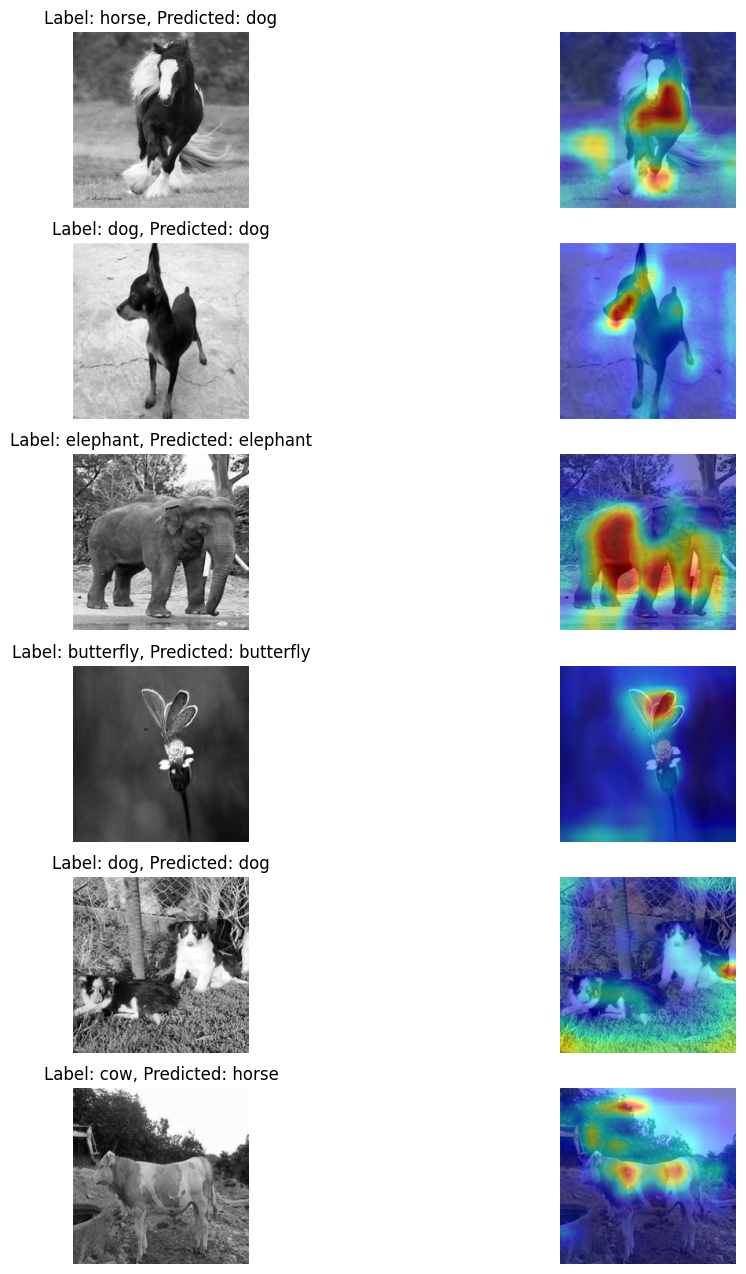 Label: horse, Predicted: dog
Label: dog, Predicted: dog
Label: elephant, Predicted: elephant
Label: butterfly, Predicted: butterfly
Label: dog, Predicted: dog
Label: cow, Predicted: horse